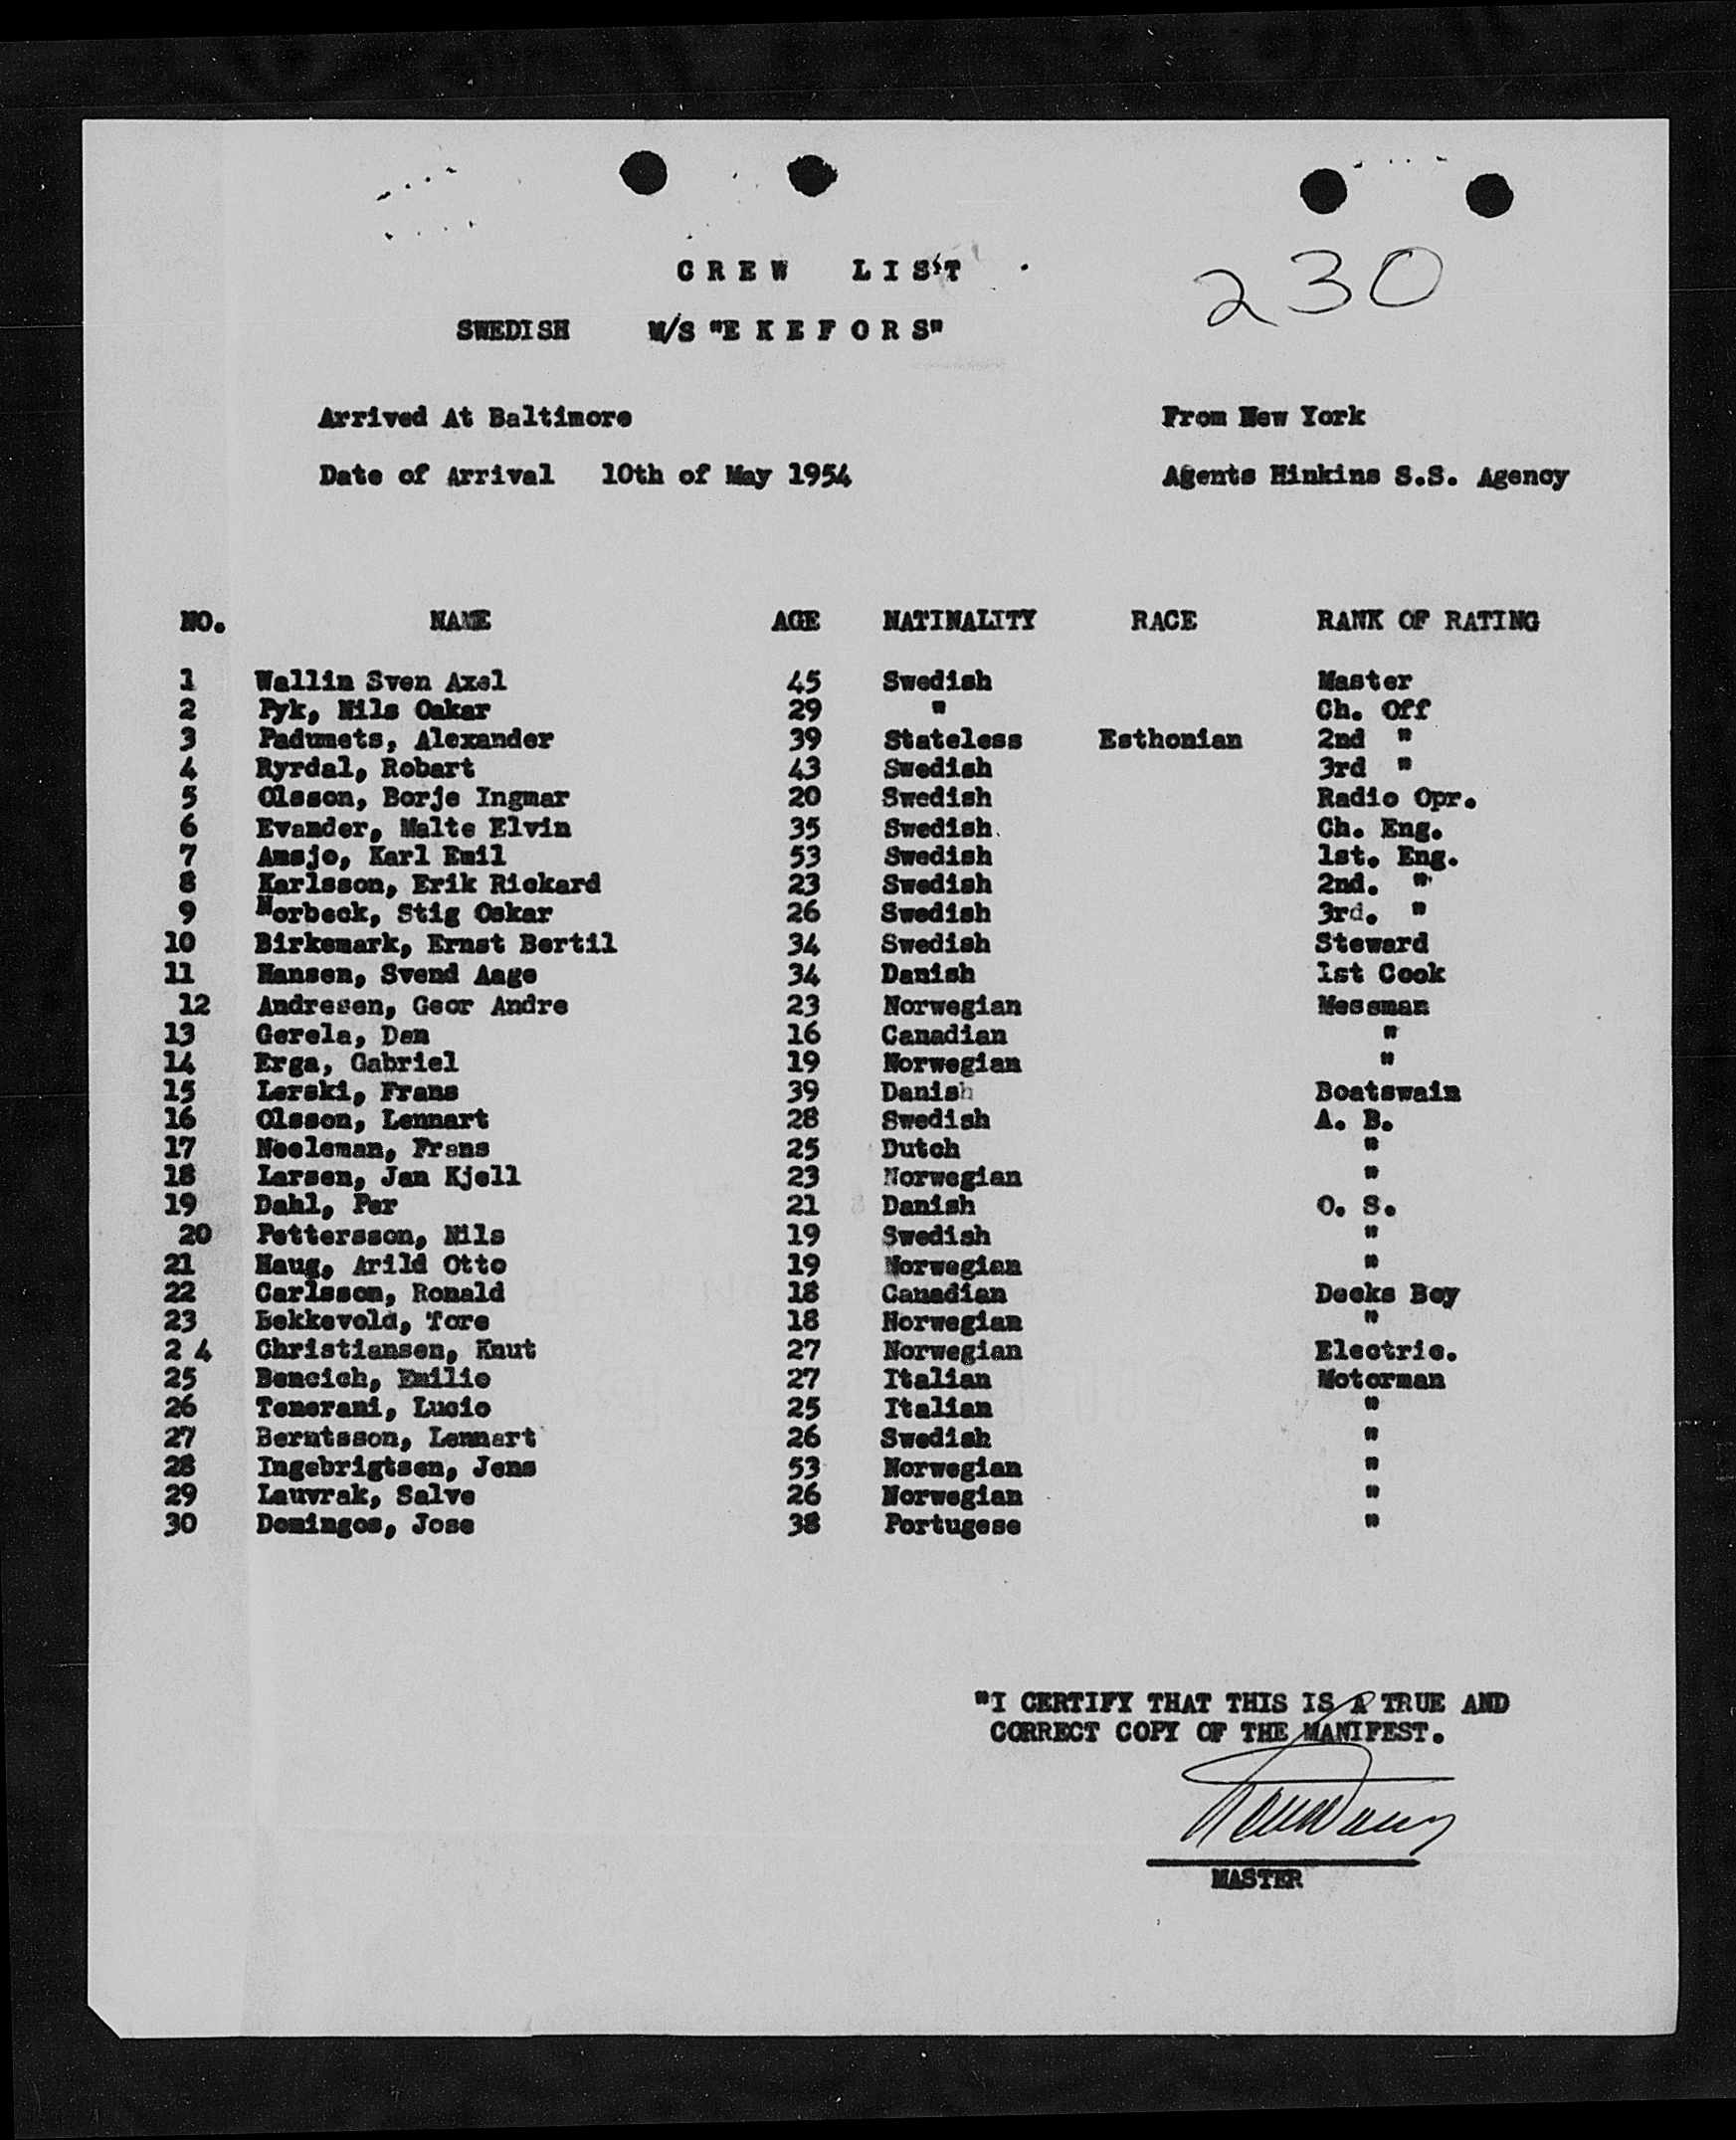 CREW LIST
230
SWEDISH M/S "EKEFORS"
Arrived At Baltimore From New York
Date of Arrival 10th of May 1954 Agents Hinkins S.S. Agency
NO. NAME AGE NATINALITY RACE RANK OF RATING
1 Wallin Sven Axel 45 Swedish Master
2 Pyk, Nils Oskar 29 " Ch. Off
3 Padumets, Alexander 39 Stateless Esthonian 2nd "
4 Ryrdal, Robart 43 Swedish 3rd "
5 Olsson, Borje Ingmar 20 Swedish Radio Opr.
6 Evander, Malte Elvin 35 Swedish Ch. Eng.
7 Amsjo, Karl Emil 53 Swedish 1st. Eng.
8 Karlsson, Erik Rickard 23 Swedish 2nd. "
9 Norbeck, Stig Oskar 26 Swedish 3rd. "
10 Birkemark, Ernst Bertil 34 Swedish Steward
11 Hansen, Svend Aage 34 Danish 1st Cook
12 Andresen, Geor Andre 23 Norwegian Messman
13 Gerela, Dan 16 Canadian "
14 Erga, Gabriel 19 Norwegian "
15 Lerski, Frans 39 Danish Boatswain
16 Olsson, Lennart 28 Swedish A. B.
17 Neeleman, Frans 25 Dutch "
18 Larsen, Jan Kjell 23 Norwegian "
19 Dahl, Per 21 Danish O. S.
20 Pettersson, Nils 19 Swedish "
21 Haug, Arild Otto 19 Norwegian "
22 Carlsson, Ronald 18 Canadian Decks Boy
23 Bekkevold, Tore 18 Norwegian "
2 4 Christiansen, Knut 27 Norwegian Electric.
25 Bencich, Emilio 27 Italian Motorman
26 Tenerani, Lucio 25 Italian "
27 Berntsson, Lennart 26 Swedish "
28 Ingebrigtsen, Jens 53 Norwegian "
29 Lauvrak, Salve 26 Norwegian "
30 Domingos, Jose 38 Portugese "
"I CERTIFY THAT THIS IS A TRUE AND
CORRECT COPY OF THE MANIFEST.
MASTER